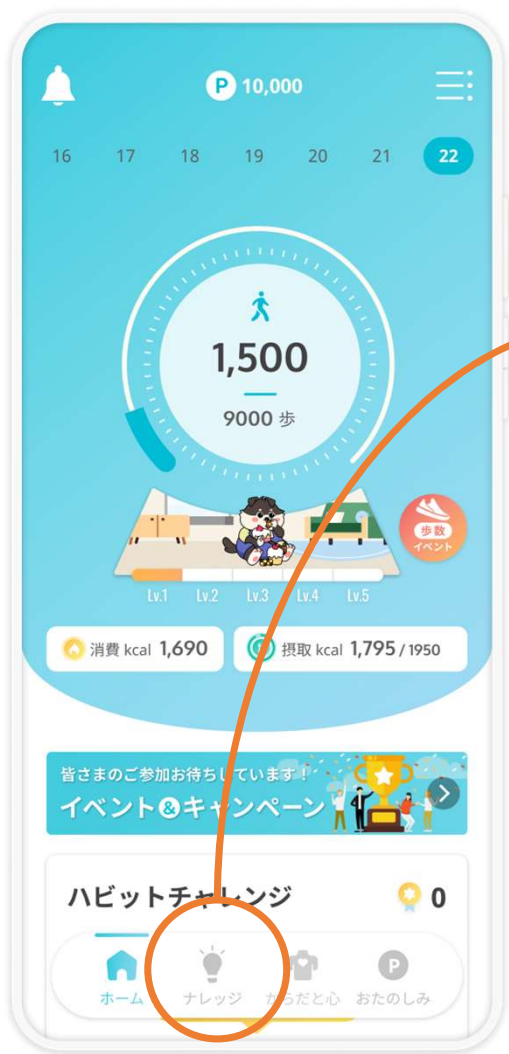 P 10,000
16 17 18 19 20 21 22
1,500
9000 歩
歩数
イベント
Lv.1 Lv.2 Lv.3 Lv.4 Lv.5
消費 kcal 1,690
摂取 kcal 1,795 / 1950
皆さまのご参加お待ちしています！
イベント&キャンペーン
ハビットチャレンジ 0
ホーム ナレッジ からだと心 おたのしみ
P